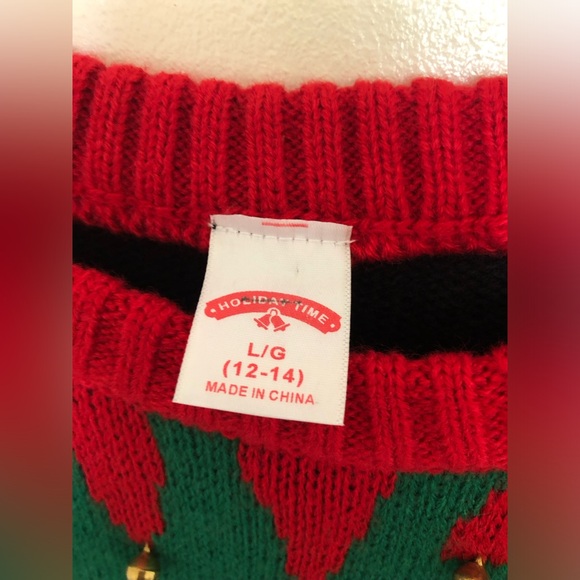 HOLIDAY TIME
L/G
(12-14)
MADE IN CHINA